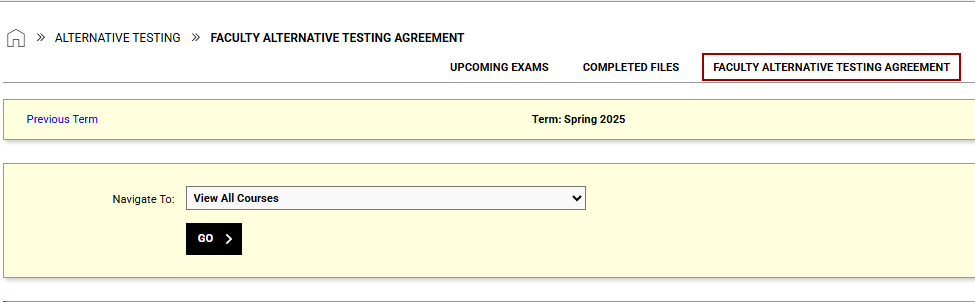 » ALTERNATIVE TESTING » FACULTY ALTERNATIVE TESTING AGREEMENT
UPCOMING EXAMS COMPLETED FILES FACULTY ALTERNATIVE TESTING AGREEMENT
Previous Term Term: Spring 2025
Navigate To: View All Courses
GO